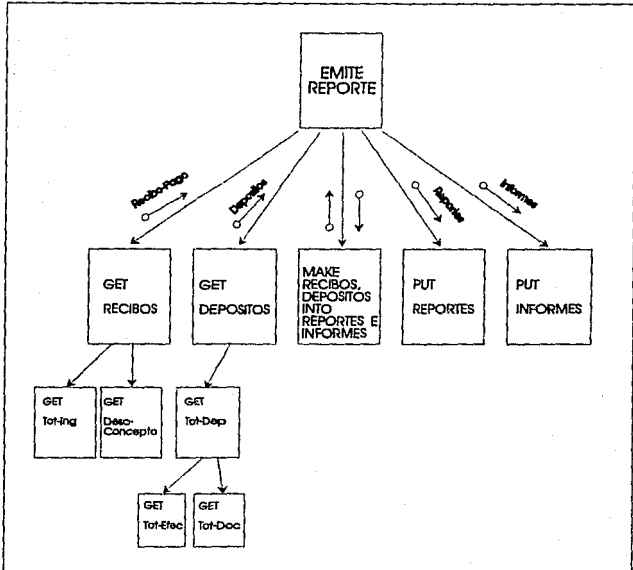 EMITE
REPORTE
Recibo-Pago
Depositos
Reportes
Informes
GET
RECIBOS
GET
DEPOSITOS
MAKE
RECIBOS,
DEPOSITOS
INTO
REPORTES E
INFORMES
PUT
REPORTES
PUT
INFORMES
GET
Tot-Ing
GET
Desc-
Concepto
GET
Tot-Dep
GET
Tot-Efec
GET
Tot-Doc